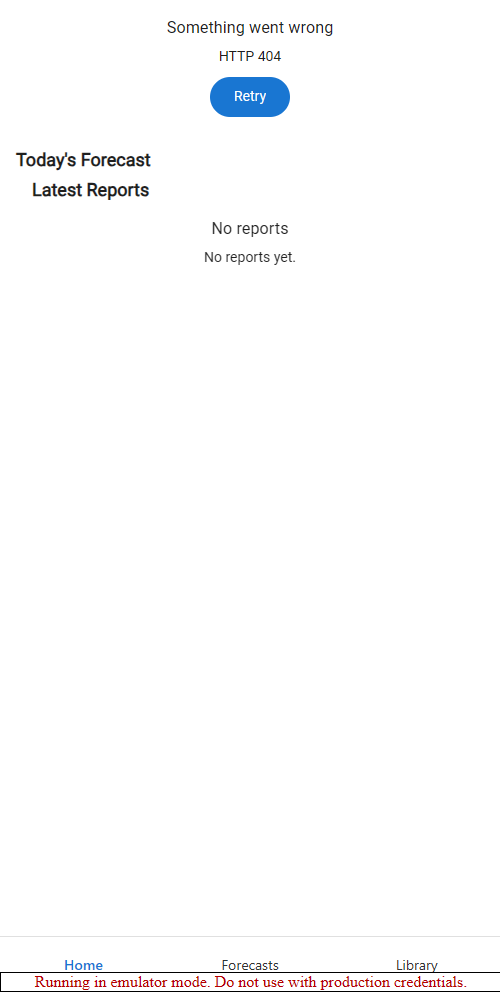 Something went wrong
HTTP 404
Retry
Today's Forecast
Latest Reports
No reports
No reports yet.
Home Forecasts Library
Running in emulator mode. Do not use with production credentials.